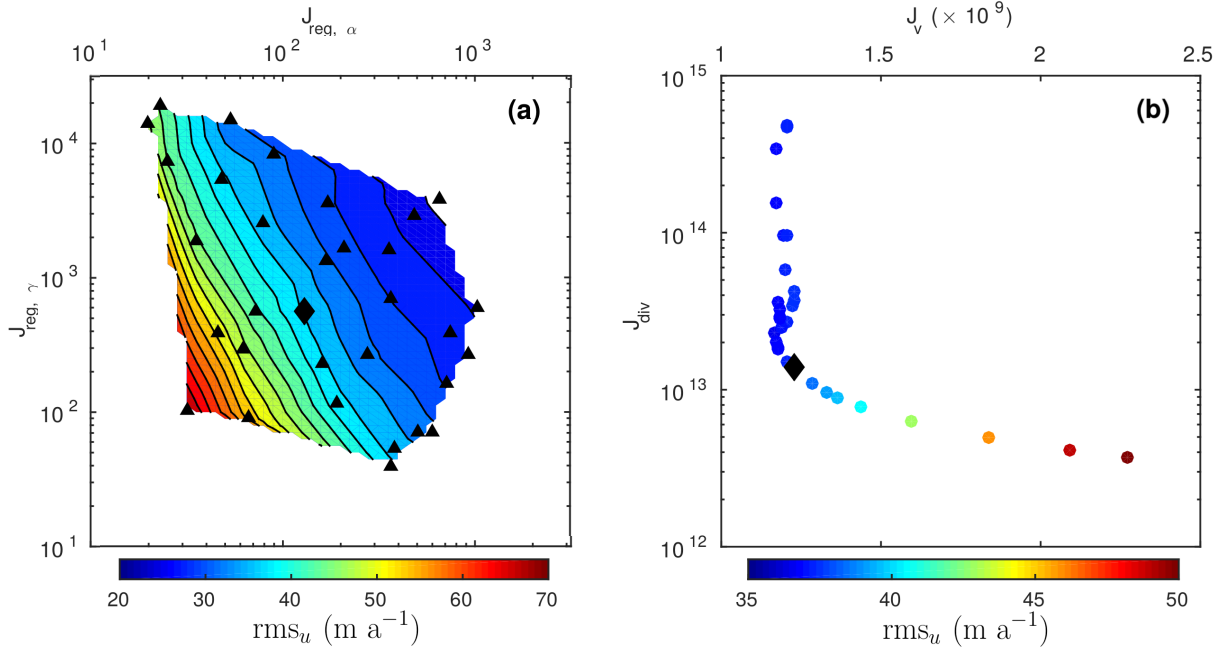 J_reg, α
10^1 10^2 10^3
(a)
10^4
10^3
10^2
10^1
J_reg, γ
20 30 40 50 60 70
rms_u (m a^−1)
J_v (× 10^9)
1 1.5 2 2.5
(b)
10^15
10^14
10^13
10^12
J_div
35 40 45 50
rms_u (m a^−1)